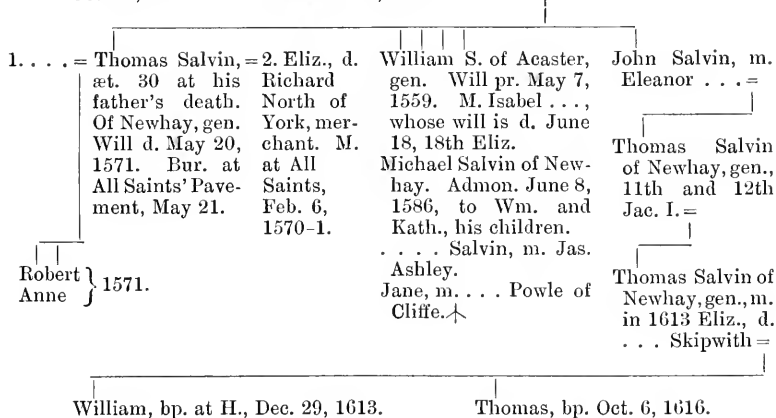 1. . . . = Thomas Salvin, = 2. Eliz., d.
æt. 30 at his
father's death.
Of Newhay, gen.
Will d. May 20,
1571. Bur. at
All Saints' Pave-
ment, May 21.
Richard
North of
York, mer-
chant. M.
at All
Saints,
Feb. 6,
1570-1.
William S. of Acaster,
gen. Will pr. May 7,
1559. M. Isabel . . .,
whose will is d. June
18, 18th Eliz.
Michael Salvin of New-
hay. Admon. June 8,
1586, to Wm. and
Kath., his children.
. . . . Salvin, m. Jas.
Ashley.
Jane, m. . . . Powle of
Cliffe.
John Salvin, m.
Eleanor . . . =
Thomas Salvin
of Newhay, gen.,
11th and 12th
Jac. I. =
Thomas Salvin of
Newhay, gen., m.
in 1613 Eliz., d.
. . . Skipwith =
Robert
Anne } 1571.
William, bp. at H., Dec. 29, 1613.
Thomas, bp. Oct. 6, 1616.